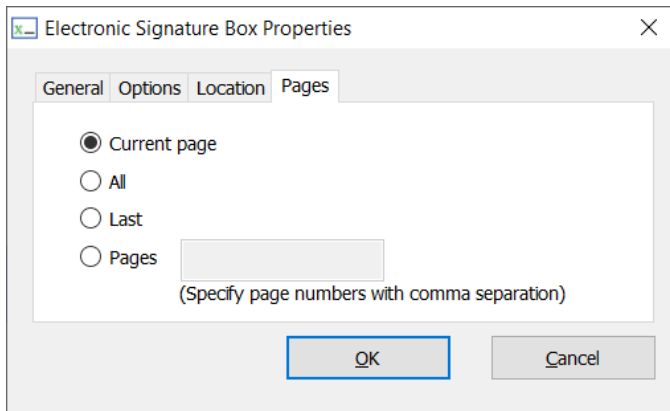 Electronic Signature Box Properties
General Options Location Pages
Current page
All
Last
Pages
(Specify page numbers with comma separation)
OK Cancel